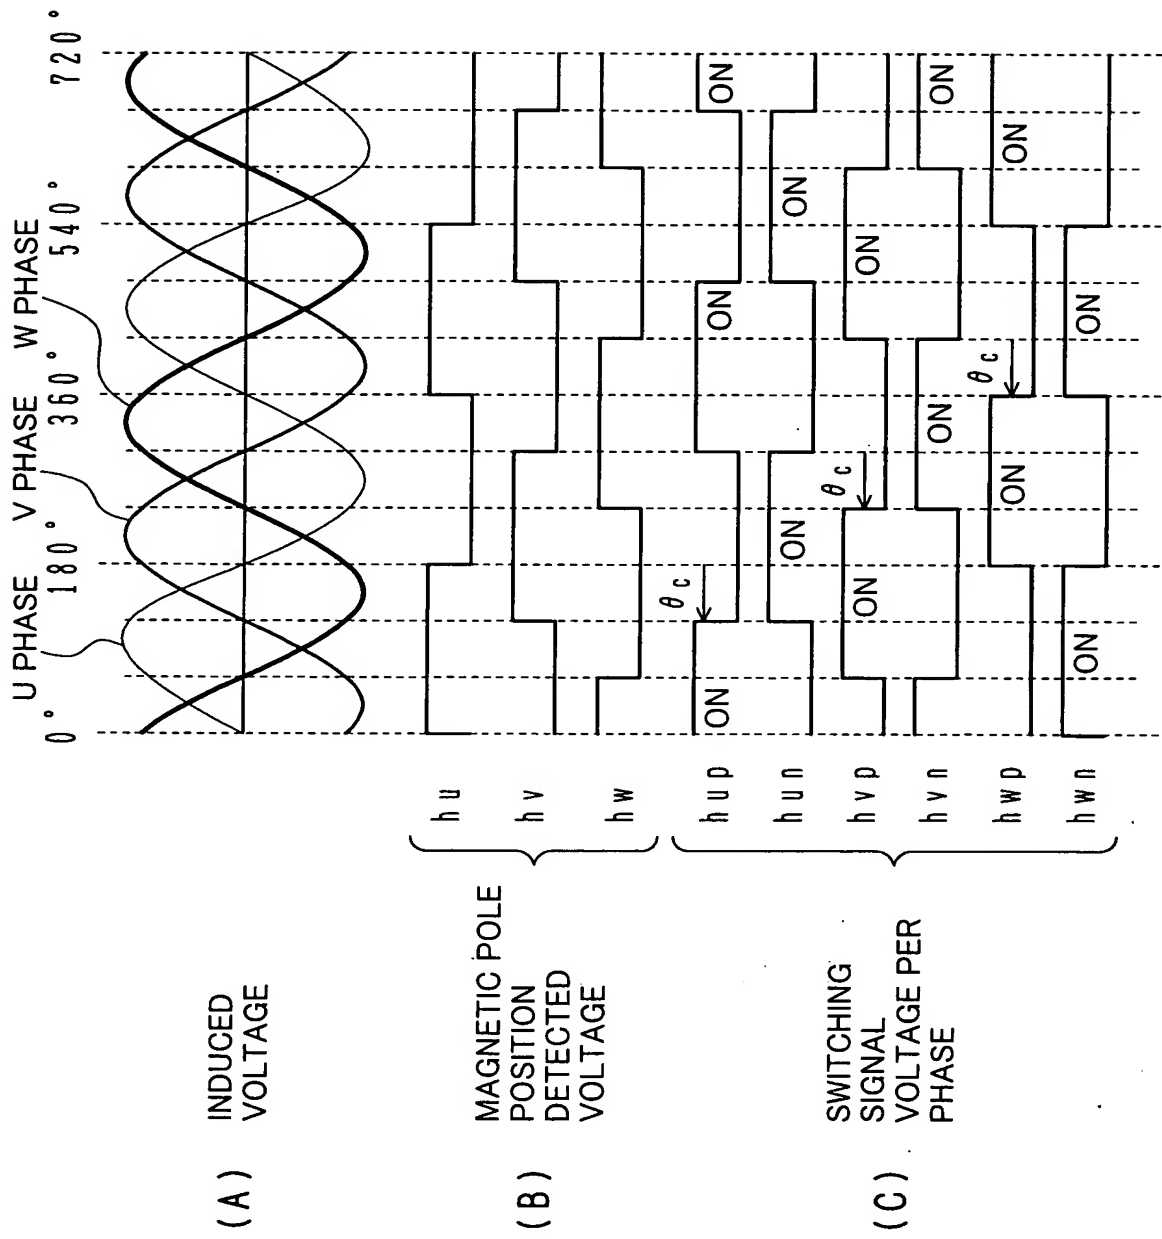 U PHASE V PHASE W PHASE
0° 180° 360° 540° 720°
(A) INDUCED
VOLTAGE
(B) MAGNETIC POLE
POSITION
DETECTED
VOLTAGE
hu
hv
hw
(C) SWITCHING
SIGNAL
VOLTAGE PER
PHASE
hup ON θc ON ON
hun ON ON
hvp ON θc ON
hvn ON ON
hwp ON θc ON
hwn ON ON